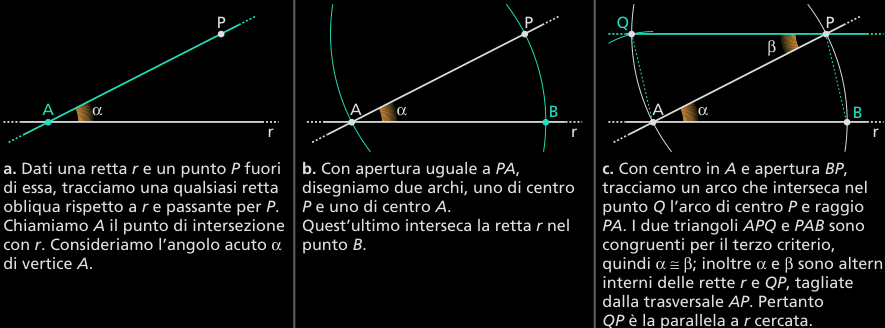 P
A
α
r
a. Dati una retta r e un punto P fuori
di essa, tracciamo una qualsiasi retta
obliqua rispetto a r e passante per P.
Chiamiamo A il punto di intersezione
con r. Consideriamo l'angolo acuto α
di vertice A.
P
A
α
B
r
b. Con apertura uguale a PA,
disegniamo due archi, uno di centro
P e uno di centro A.
Quest'ultimo interseca la retta r nel
punto B.
Q
P
β
A
α
B
r
c. Con centro in A e apertura BP,
tracciamo un arco che interseca nel
punto Q l'arco di centro P e raggio
PA. I due triangoli APQ e PAB sono
congruenti per il terzo criterio,
quindi α ≅ β; inoltre α e β sono altern
interni delle rette r e QP, tagliate
dalla trasversale AP. Pertanto
QP è la parallela a r cercata.